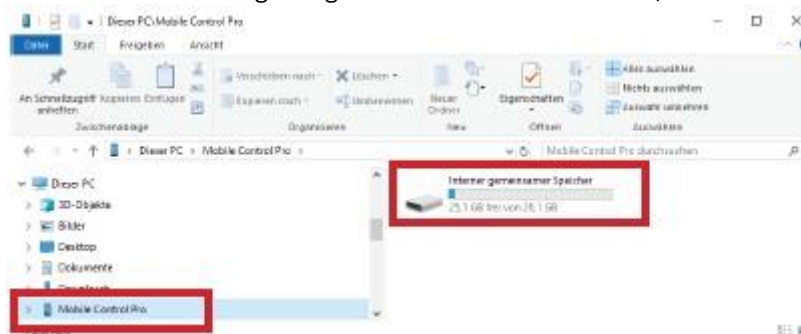 Dieser PC\Mobile Control Pro
Datei Start Freigeben Ansicht
An Schnellzugriff anheften
Kopieren Einfügen
Verschieben nach
Kopieren nach
Löschen
Umbenennen
Neuer Ordner
Eigenschaften
Alles auswählen
Nichts auswählen
Auswahl umkehren
Zwischenablage Organisieren Neu Öffnen Auswählen
Dieser PC Mobile Control Pro
Mobile Control Pro durchsuchen
Dieser PC
3D-Objekte
Bilder
Desktop
Dokumente
Mobile Control Pro
Interner gemeinsamer Speicher
25,1 GB frei von 26,1 GB